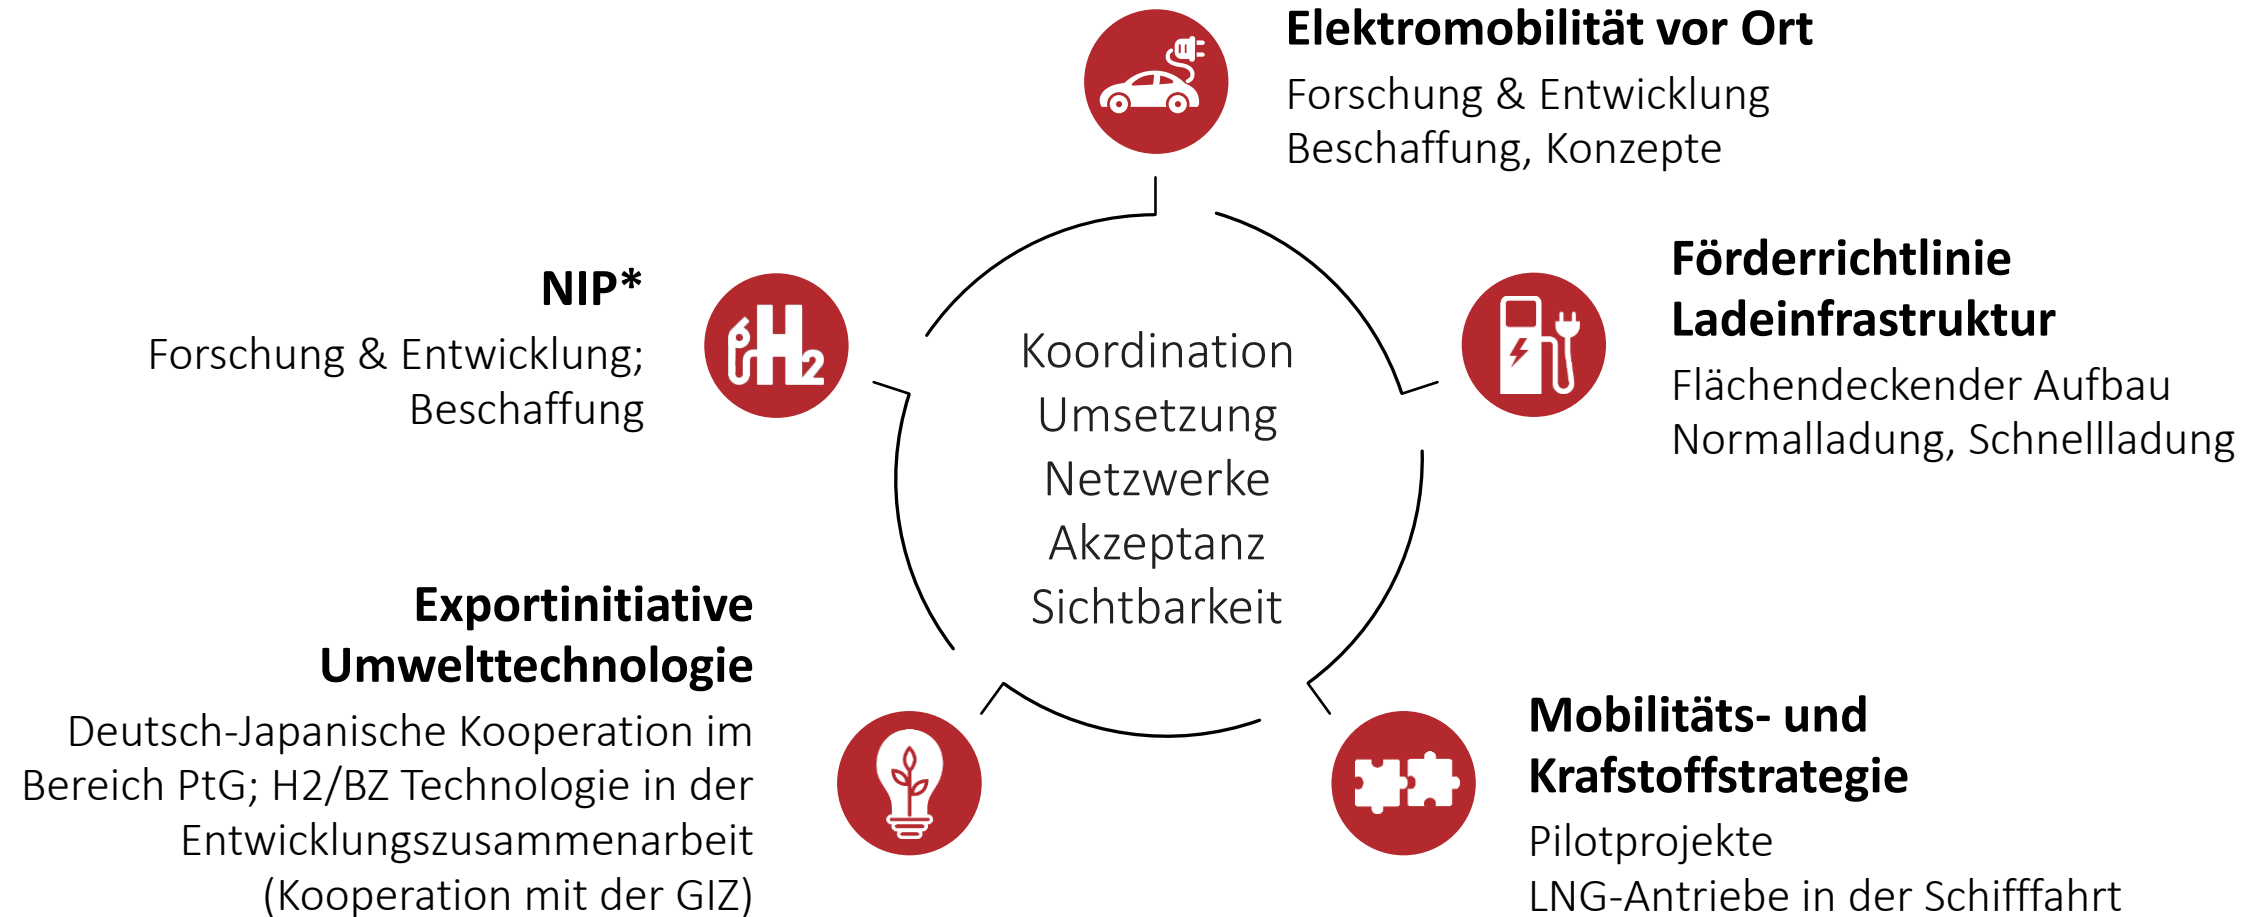 Elektromobilität vor Ort
Forschung & Entwicklung
Beschaffung, Konzepte
Förderrichtlinie
Ladeinfrastruktur
Flächendeckender Aufbau
Normalladung, Schnellladung
Mobilitäts- und
Krafstoffstrategie
Pilotprojekte
LNG-Antriebe in der Schifffahrt
Exportinitiative
Umwelttechnologie
Deutsch-Japanische Kooperation im
Bereich PtG; H2/BZ Technologie in der
Entwicklungszusammenarbeit
(Kooperation mit der GIZ)
NIP*
Forschung & Entwicklung;
Beschaffung
H2
Koordination
Umsetzung
Netzwerke
Akzeptanz
Sichtbarkeit